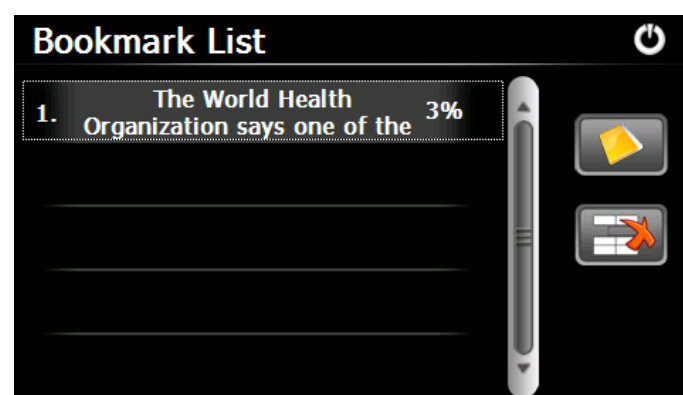 Bookmark List
1. The World Health 3%
Organization says one of the